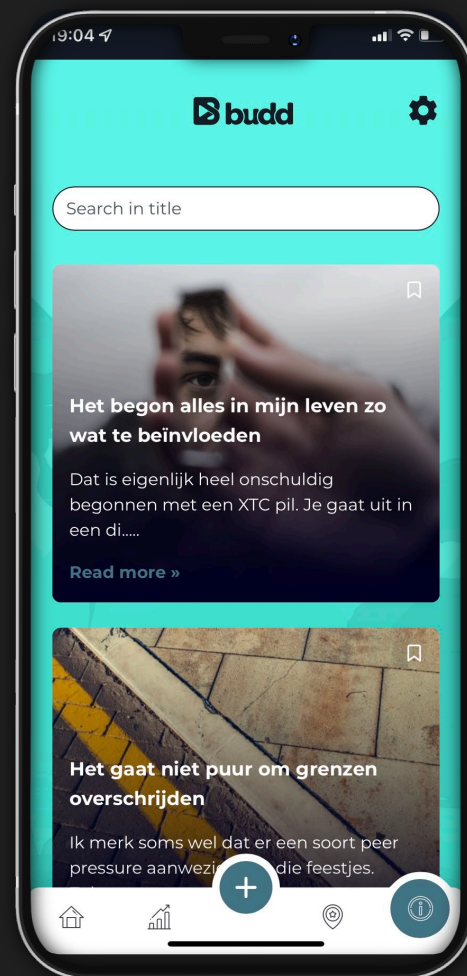 19:04
budd
Search in title
Het begon alles in mijn leven zo
wat te beïnvloeden
Dat is eigenlijk heel onschuldig
begonnen met een XTC pil. Je gaat uit in
een di.....
Read more »
Het gaat niet puur om grenzen
overschrijden
Ik merk soms wel dat er een soort peer
pressure die feestjes.